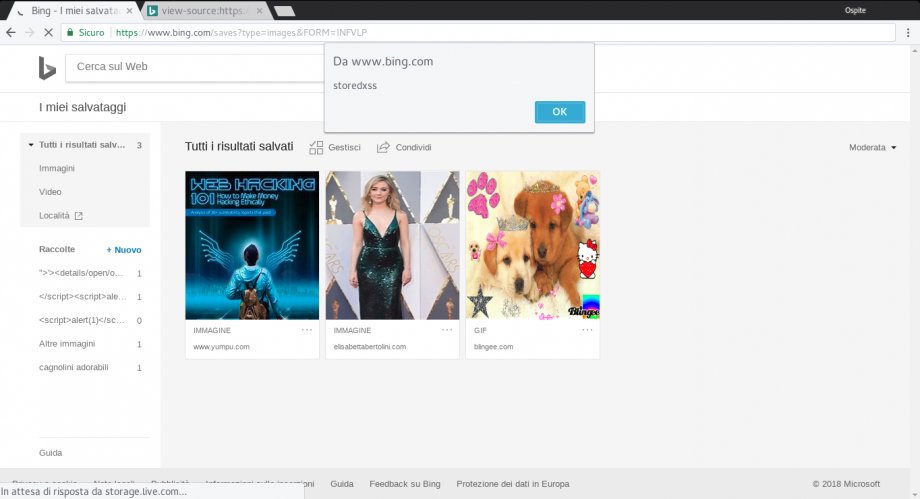 Bing - I miei salvatag
view-source:https:/
Ospite
Sicuro
https://www.bing.com/saves?type=images&FORM=INFVLP
Cerca sul Web
Da www.bing.com
storedxss
OK
I miei salvataggi
Tutti i risultati salv... 3
Immagini
Video
Località
Raccolte + Nuovo
">'><details/open/o... 1
</script><script>ale... 1
<script>alert(1)</sc... 0
Altre immagini 1
cagnolini adorabili 1
Guida
Tutti i risultati salvati
Gestisci
Condividi
Moderata
WEB HACKING
101 How to Make Money
Hacking Ethically
IMMAGINE ...
www.yumpu.com
OSCARS
IMMAGINE ...
elisabettabertolini.com
Blingee
GIF ...
blingee.com
In attesa di risposta da storage.live.com...
Guida
Feedback su Bing
Protezione dei dati in Europa
© 2018 Microsoft